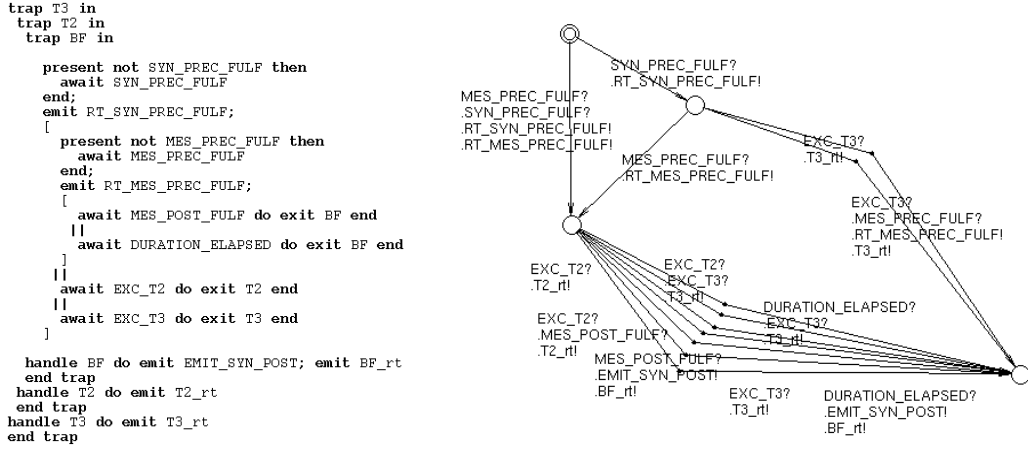 trap T3 in
trap T2 in
trap BF in
present not SYN_PREC_FULF then
await SYN_PREC_FULF
end;
emit RT_SYN_PREC_FULF;
[
present not MES_PREC_FULF then
await MES_PREC_FULF
end;
emit RT_MES_PREC_FULF;
[
await MES_POST_FULF do exit BF end
||
await DURATION_ELAPSED do exit BF end
]
||
await EXC_T2 do exit T2 end
||
await EXC_T3 do exit T3 end
]
handle BF do emit EMIT_SYN_POST; emit BF_rt
end trap
handle T2 do emit T2_rt
end trap
handle T3 do emit T3_rt
end trap
SYN_PREC_FULF?
.RT_SYN_PREC_FULF!
MES_PREC_FULF?
.SYN_PREC_FULF?
.RT_SYN_PREC_FULF!
.RT_MES_PREC_FULF!
EXC_T3?
.T3_rt!
MES_PREC_FULF?
.RT_MES_PREC_FULF!
EXC_T3?
.MES_PREC_FULF?
.RT_MES_PREC_FULF!
.T3_rt!
EXC_T2?
.T2_rt!
EXC_T2?
.EXC_T3?
.T3_rt!
DURATION_ELAPSED?
.EXC_T3?
.T3_rt!
EXC_T2?
.MES_POST_FULF?
.T2_rt!
MES_POST_FULF?
.EMIT_SYN_POST!
.BF_rt!
EXC_T3?
.T3_rt!
DURATION_ELAPSED?
.EMIT_SYN_POST!
.BF_rt!